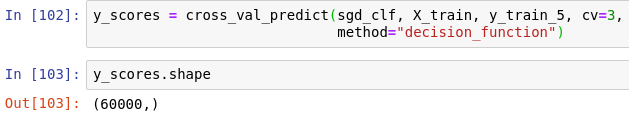 In [102]: y_scores = cross_val_predict(sgd_clf, X_train, y_train_5, cv=3,
method="decision_function")
In [103]: y_scores.shape
Out[103]: (60000,)